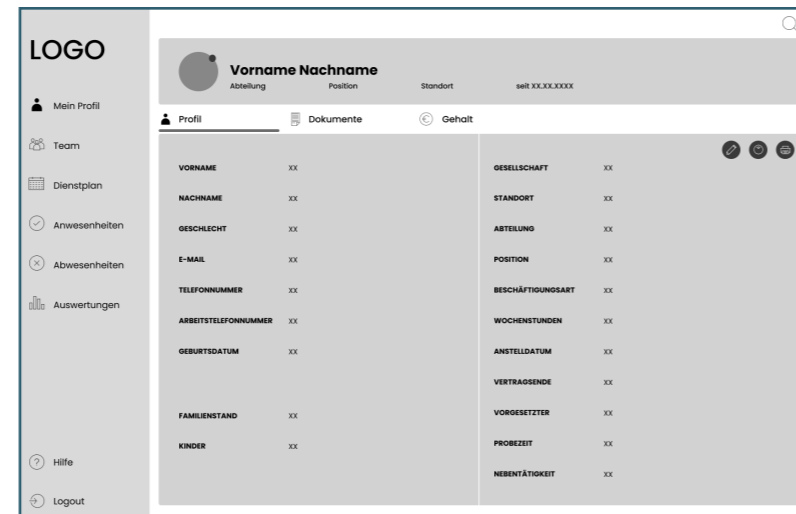 LOGO
Mein Profil
Team
Dienstplan
Anwesenheiten
Abwesenheiten
Auswertungen
Hilfe
Logout
Vorname Nachname
Abteilung Position Standort seit XX.XX.XXXX
Profil Dokumente € Gehalt
VORNAME XX
NACHNAME XX
GESCHLECHT XX
E-MAIL XX
TELEFONNUMMER XX
ARBEITSTELEFONNUMMER XX
GEBURTSDATUM XX
FAMILIENSTAND XX
KINDER XX
GESELLSCHAFT XX
STANDORT XX
ABTEILUNG XX
POSITION XX
BESCHÄFTIGUNGSART XX
WOCHENSTUNDEN XX
ANSTELLDATUM XX
VERTRAGSENDE XX
VORGESETZTER XX
PROBEZEIT XX
NEBENTÄTIGKEIT XX